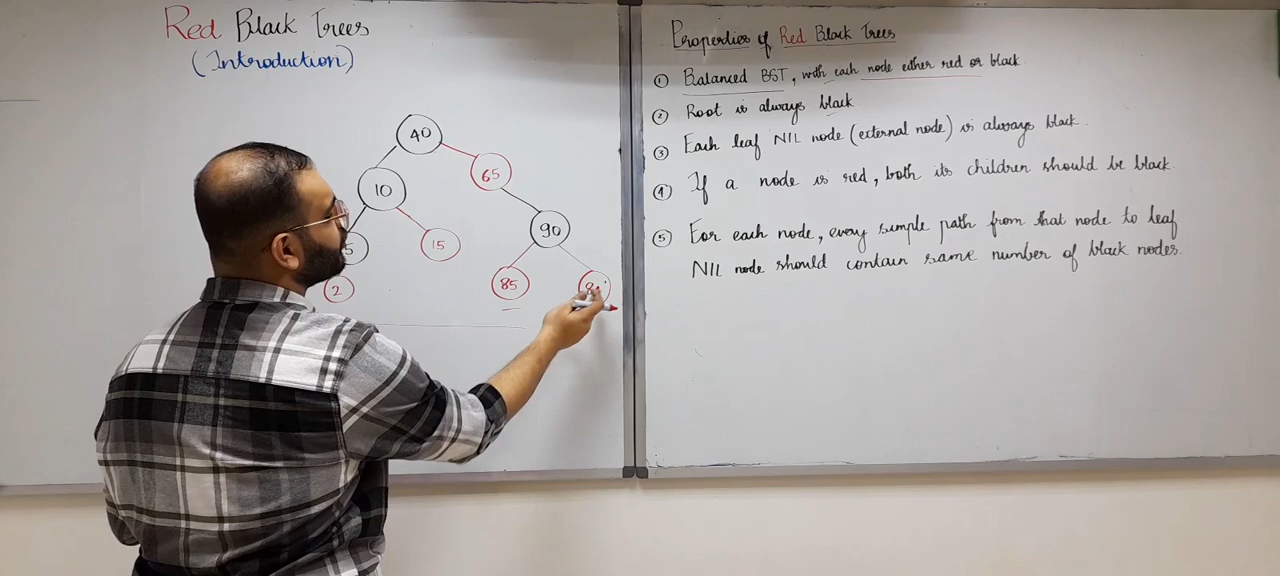 Red Black Trees
(Introduction)
40
10
65
5
15
90
2
85
Properties of Red Black Trees
① Balanced BST, with each node either red or black
② Root is always black
③ Each leaf NIL node (external node) is always black.
④ If a node is red, both its children should be black
⑤ For each node, every simple path from that node to leaf
NIL node should contain same number of black nodes.